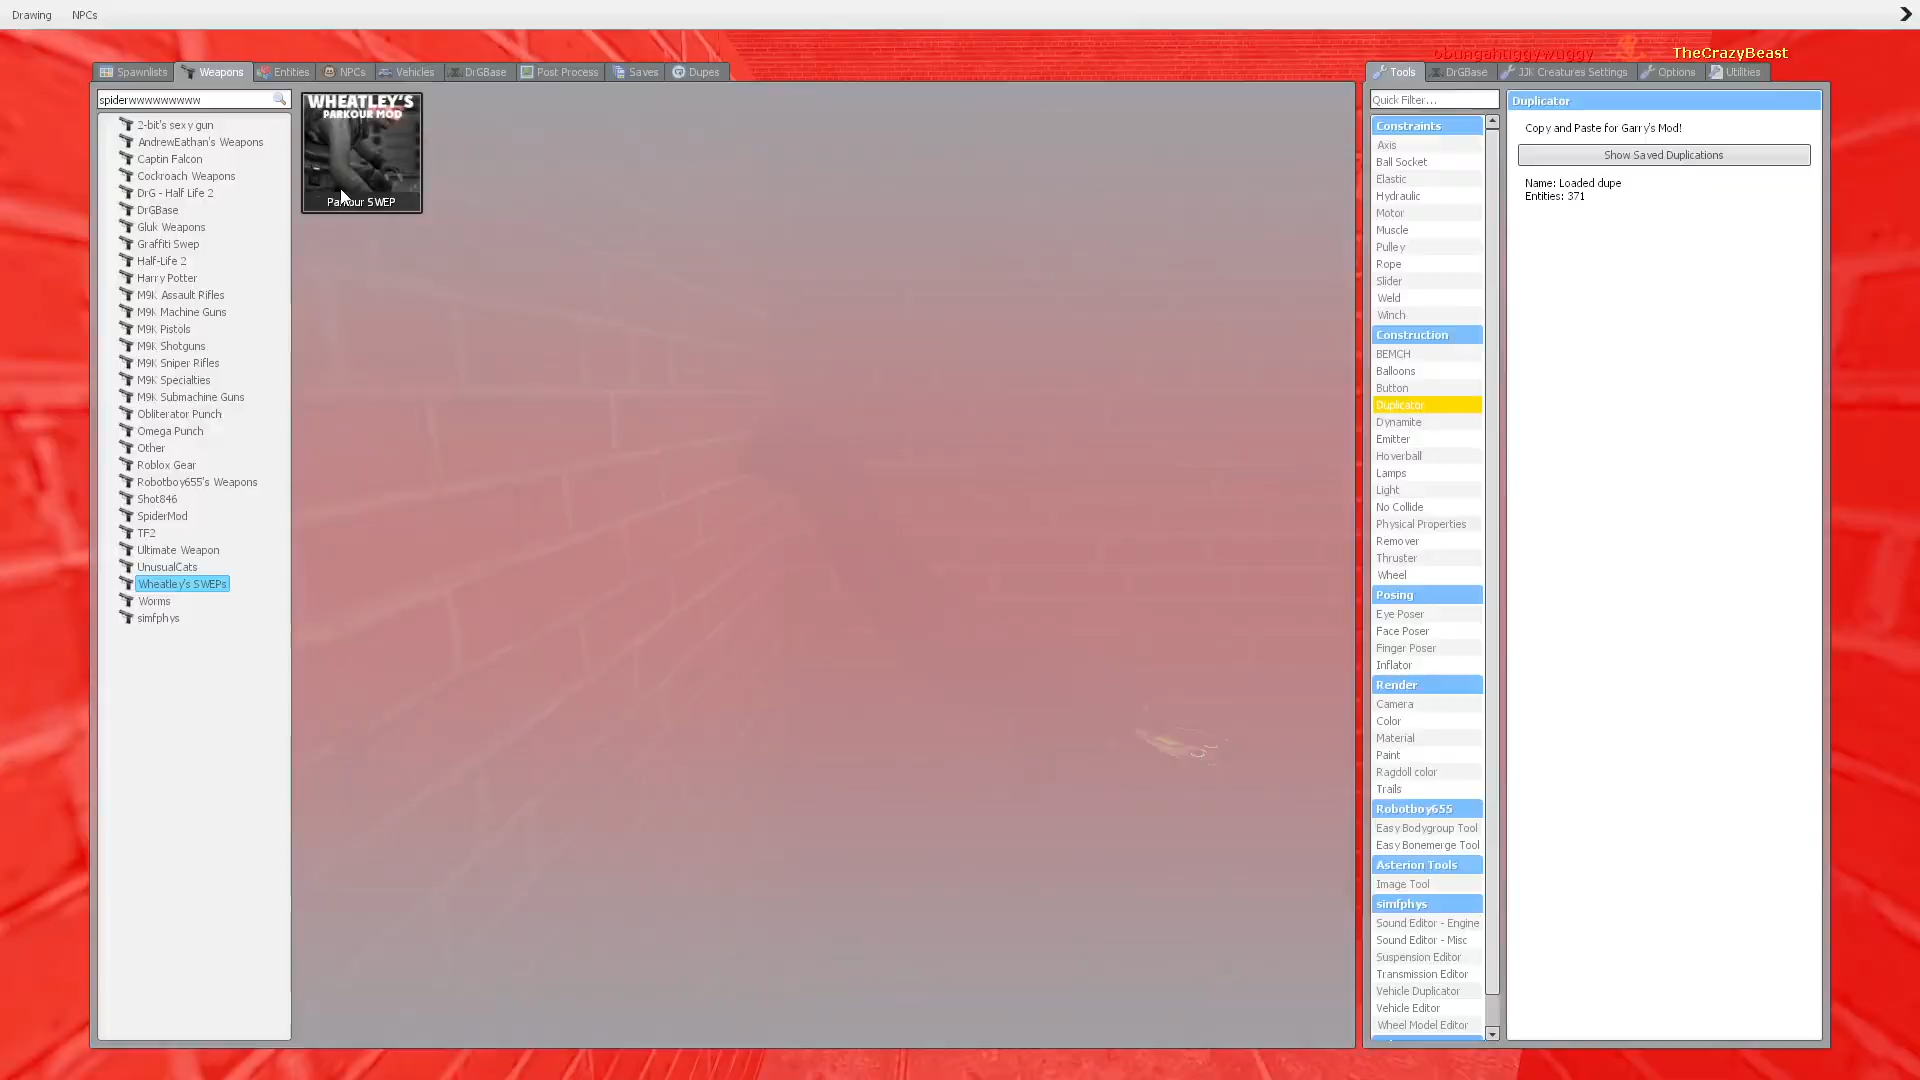 Drawing NPCs
obungahuggywuggy
TheCrazyBeast
Spawnlists Weapons Entities NPCs Vehicles DrGBase Post Process Saves Dupes
Tools DrGBase JJK Creatures Settings Options Utilities
spiderwwwwwwwwww
2-bit's sexy gun
AndrewEathan's Weapons
Captin Falcon
Cockroach Weapons
DrG - Half Life 2
DrGBase
Gluk Weapons
Graffiti Swep
Half-Life 2
Harry Potter
M9K Assault Rifles
M9K Machine Guns
M9K Pistols
M9K Shotguns
M9K Sniper Rifles
M9K Specialties
M9K Submachine Guns
Obliterator Punch
Omega Punch
Other
Roblox Gear
Robotboy655's Weapons
Shot846
SpiderMod
TF2
Ultimate Weapon
UnusualCats
Wheatley's SWEPs
Worms
simfphys
WHEATLEY'S
PARKOUR MOD
Parkour SWEP
Quick Filter...
Constraints
Axis
Ball Socket
Elastic
Hydraulic
Motor
Muscle
Pulley
Rope
Slider
Weld
Winch
Construction
BEMCH
Balloons
Button
Duplicator
Dynamite
Emitter
Hoverball
Lamps
Light
No Collide
Physical Properties
Remover
Thruster
Wheel
Posing
Eye Poser
Face Poser
Finger Poser
Inflator
Render
Camera
Color
Material
Paint
Ragdoll color
Trails
Robotboy655
Easy Bodygroup Tool
Easy Bonemerge Tool
Asterion Tools
Image Tool
simfphys
Sound Editor - Engine
Sound Editor - Misc
Suspension Editor
Transmission Editor
Vehicle Duplicator
Vehicle Editor
Wheel Model Editor
Duplicator
Copy and Paste for Garry's Mod!
Show Saved Duplications
Name: Loaded dupe
Entities: 371